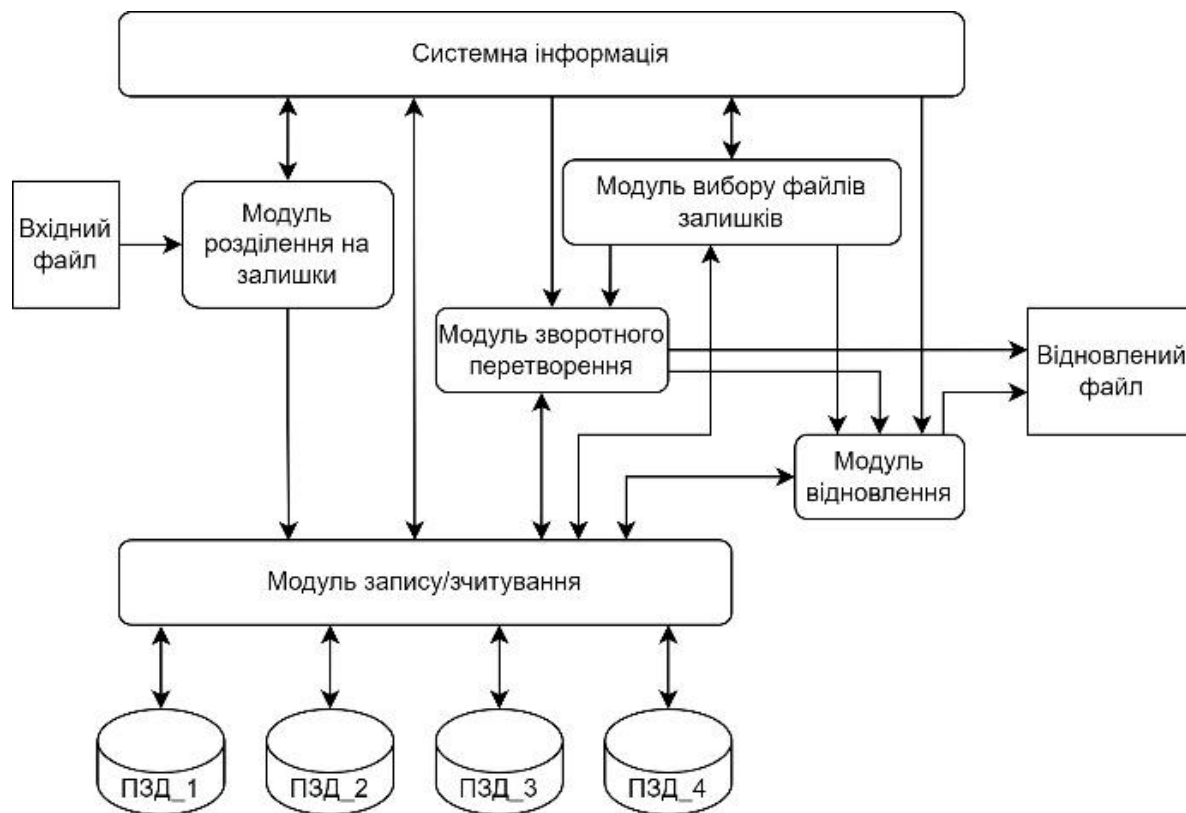 Системна інформація
Модуль вибору файлів
залишків
Вхідний
файл
Модуль
розділення на
залишки
Модуль зворотного
перетворення
Відновлений
файл
Модуль
відновлення
Модуль запису/зчитування
ПЗД_1
ПЗД_2
ПЗД_3
ПЗД_4